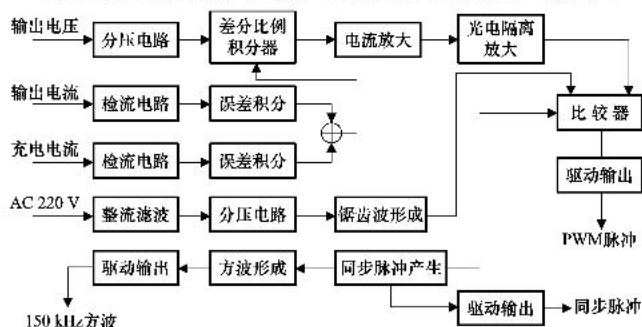 输出电压
分压电路
差分比例
积分器
电流放大
光电隔离
放大
输出电流
检流电路
误差积分
比较器
充电电流
检流电路
误差积分
驱动输出
AC 220 V
整流滤波
分压电路
锯齿波形成
PWM脉冲
驱动输出
方波形成
同步脉冲产生
150 kHz方波
驱动输出
同步脉冲